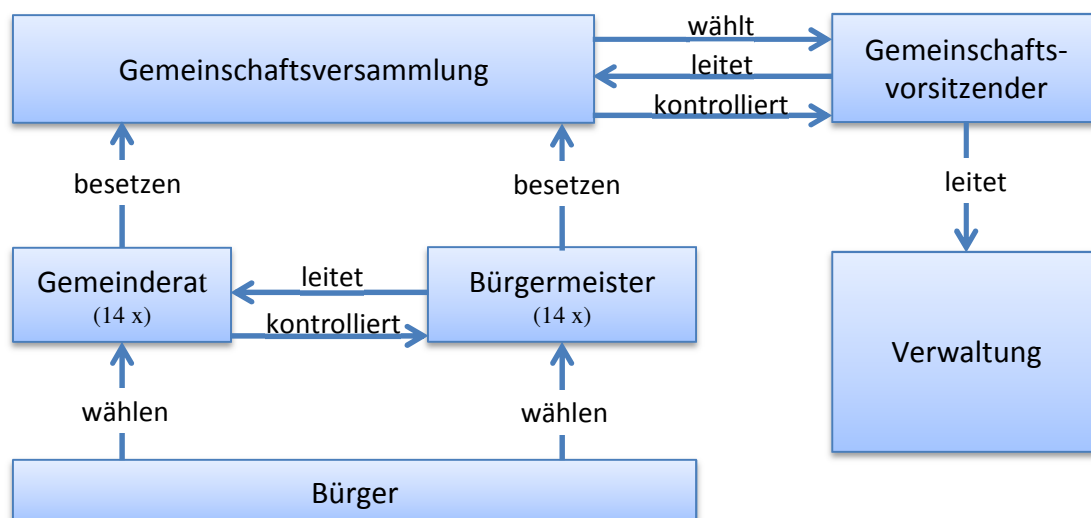 wählt
Gemeinschaftsversammlung
leitet
Gemeinschafts-
vorsitzender
kontrolliert
besetzen
besetzen
leitet
Gemeinderat
(14 x)
leitet
kontrolliert
Bürgermeister
(14 x)
Verwaltung
wählen
wählen
Bürger